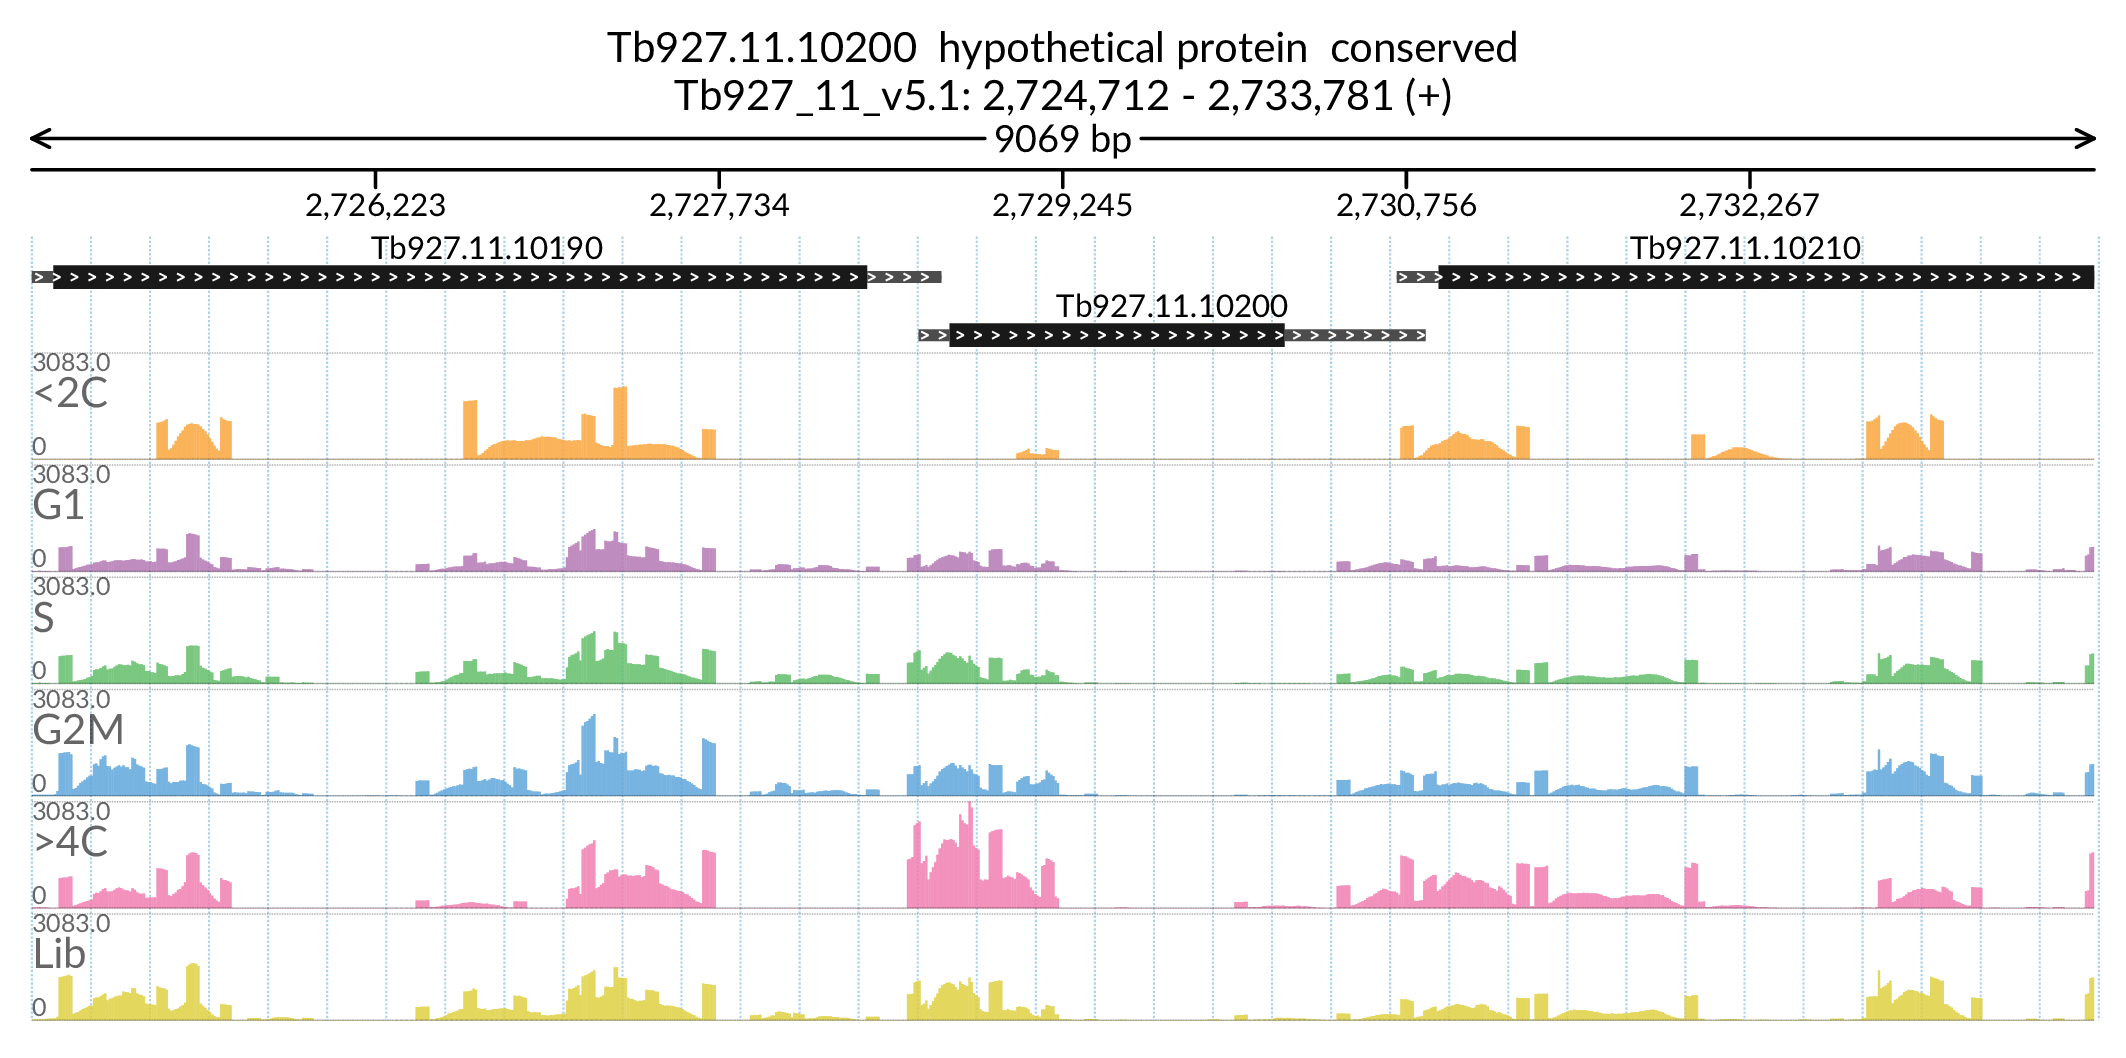 Tb927.11.10200 hypothetical protein conserved
Tb927_11_v5.1: 2,724,712 - 2,733,781 (+)
9069 bp
2,726,223 2,727,734 2,729,245 2,730,756 2,732,267
Tb927.11.10190 Tb927.11.10210
Tb927.11.10200
3083.0
<2C
0
3083.0
G1
0
3083.0
S
0
3083.0
G2M
0
3083.0
>4C
0
3083.0
Lib
0